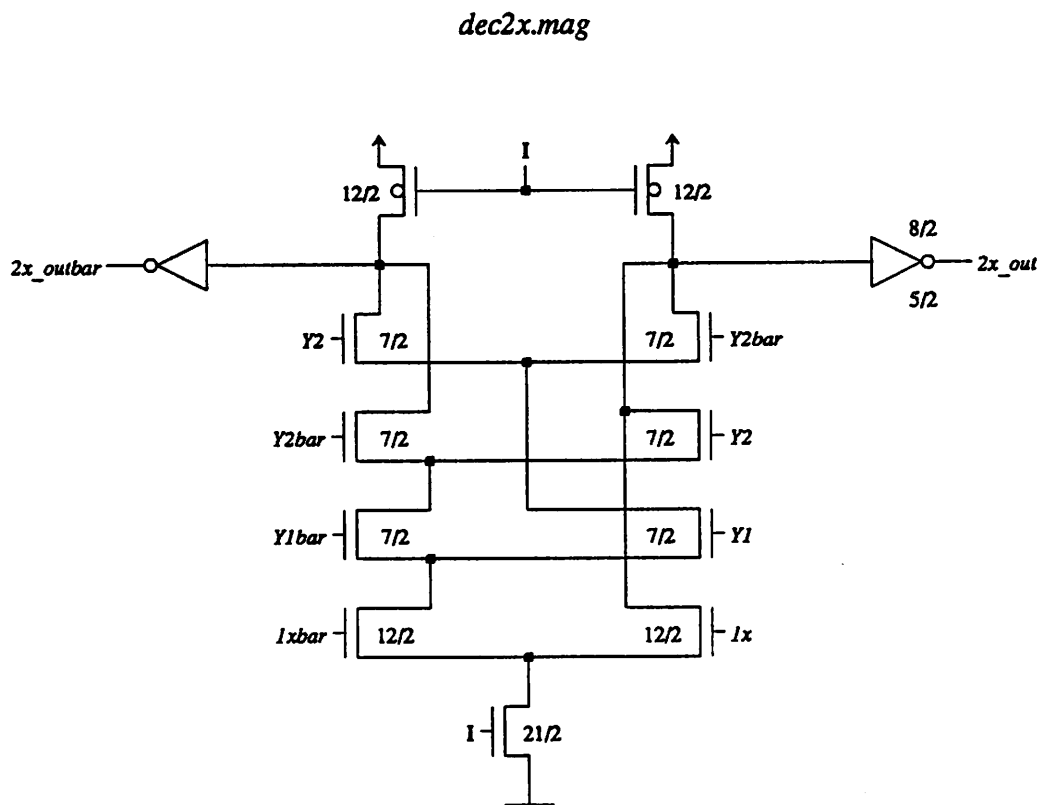 dec2x.mag
I
12/2
12/2
8/2
2x_outbar
2x_out
5/2
Y2
7/2
7/2
Y2bar
Y2bar
7/2
7/2
Y2
Y1bar
7/2
7/2
Y1
1xbar
12/2
12/2
1x
I
21/2